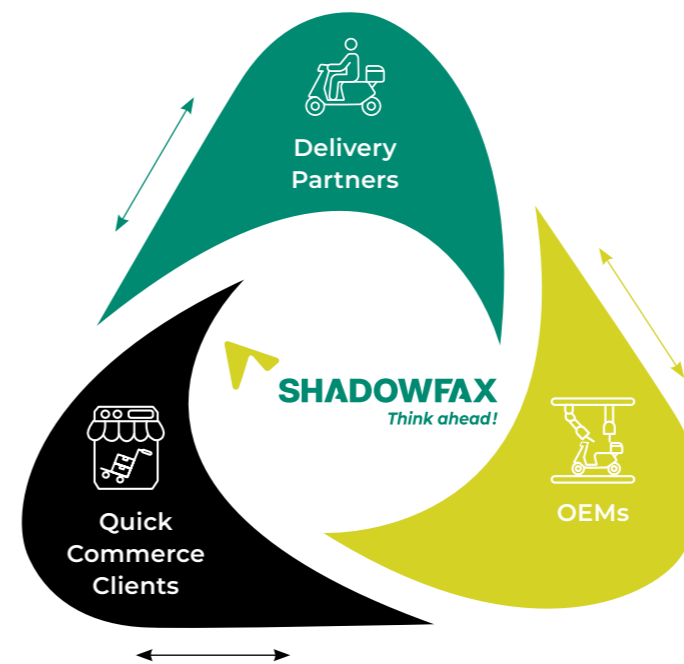 Delivery
Partners
SHADOWFAX
Think ahead!
OEMs
Quick
Commerce
Clients